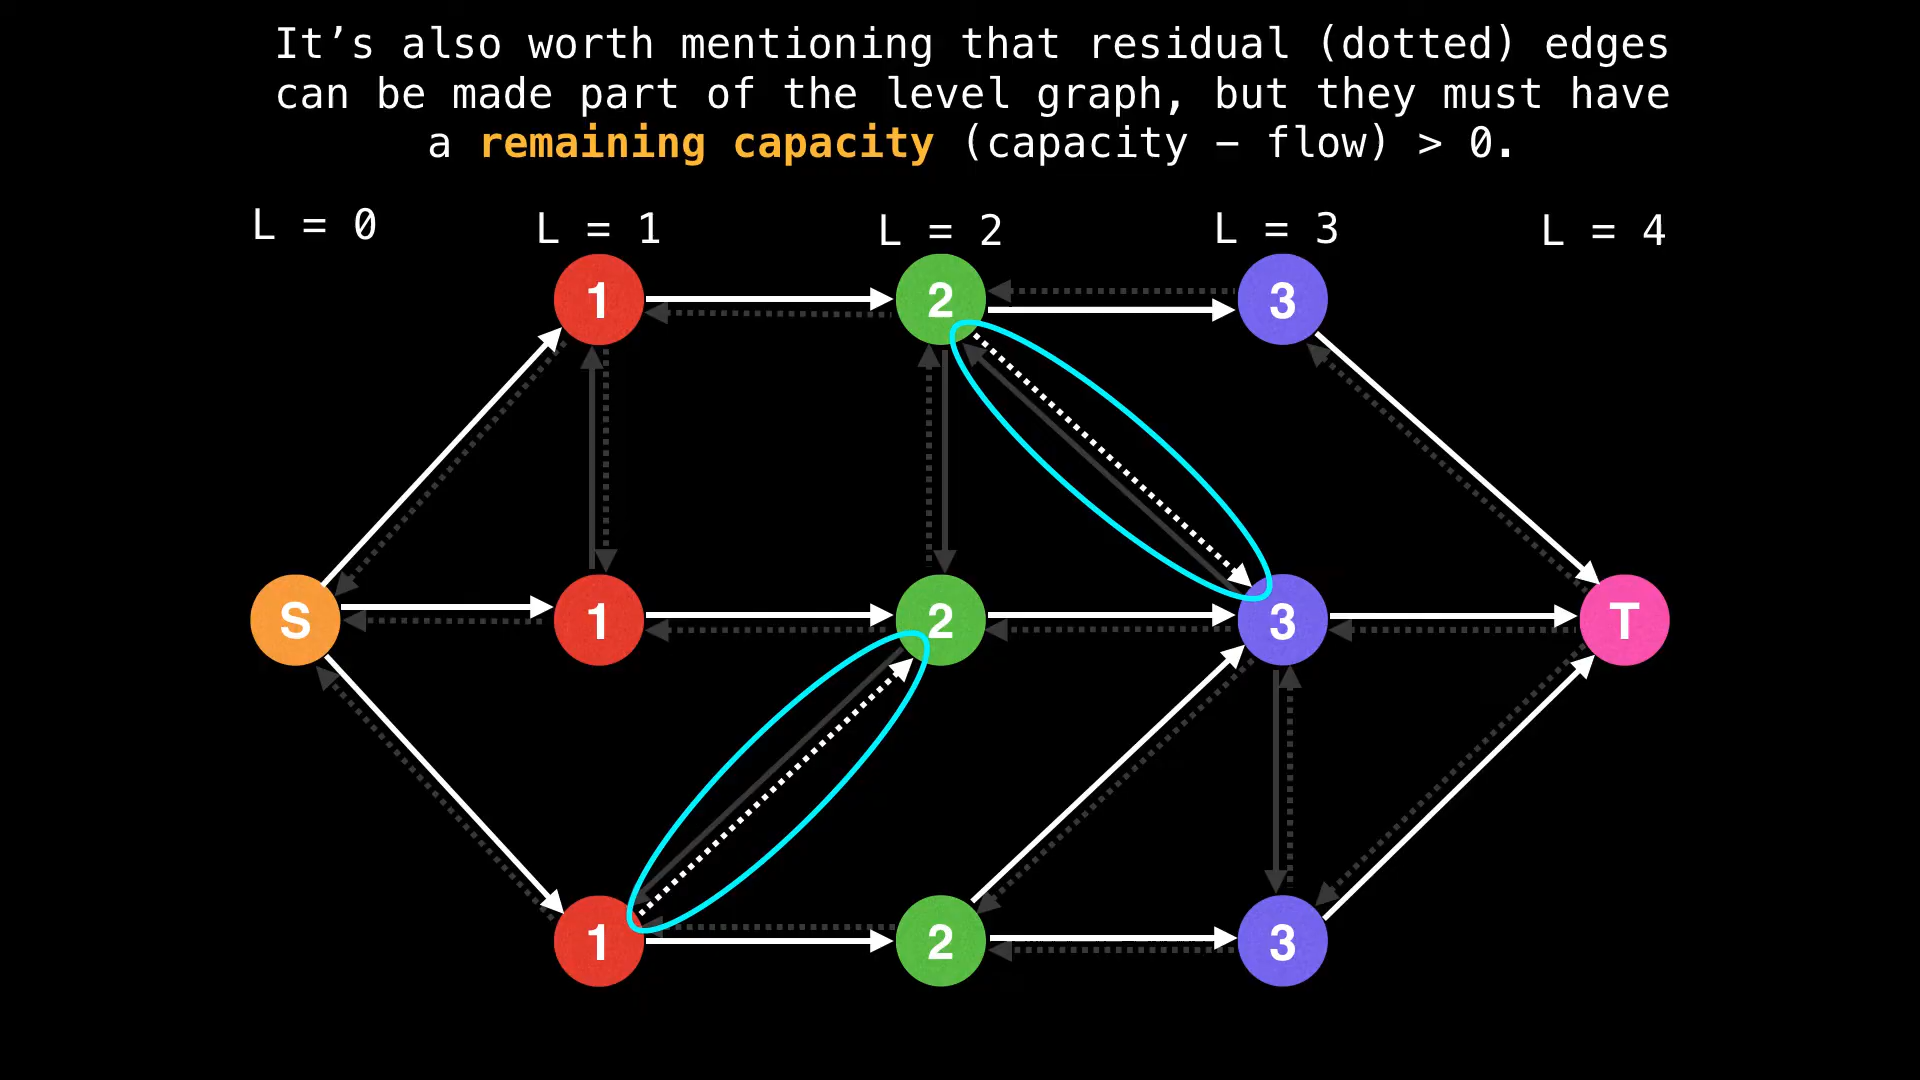 It’s also worth mentioning that residual (dotted) edges
can be made part of the level graph, but they must have
a remaining capacity (capacity - flow) > 0.
L = 0 L = 1 L = 2 L = 3 L = 4
1 2 3
S 1 2 3 T
1 2 3